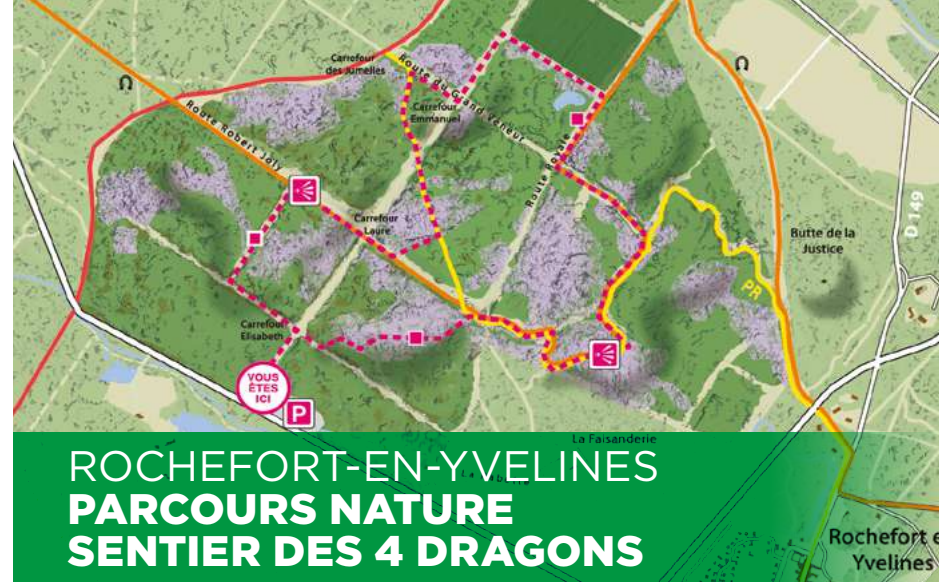 Carrefour
des Jumelles
Route du Grand Veneur
Carrefour
Emmanuel
Route Robert Joly
Route Royale
Carrefour
Laure
D 149
Butte de la
Justice
PR
Carrefour
Elisabeth
VOUS
ÊTES
ICI
P
La Faisanderie
ROCHEFORT-EN-YVELINES
PARCOURS NATURE
SENTIER DES 4 DRAGONS
Rochefort e
Yvelines